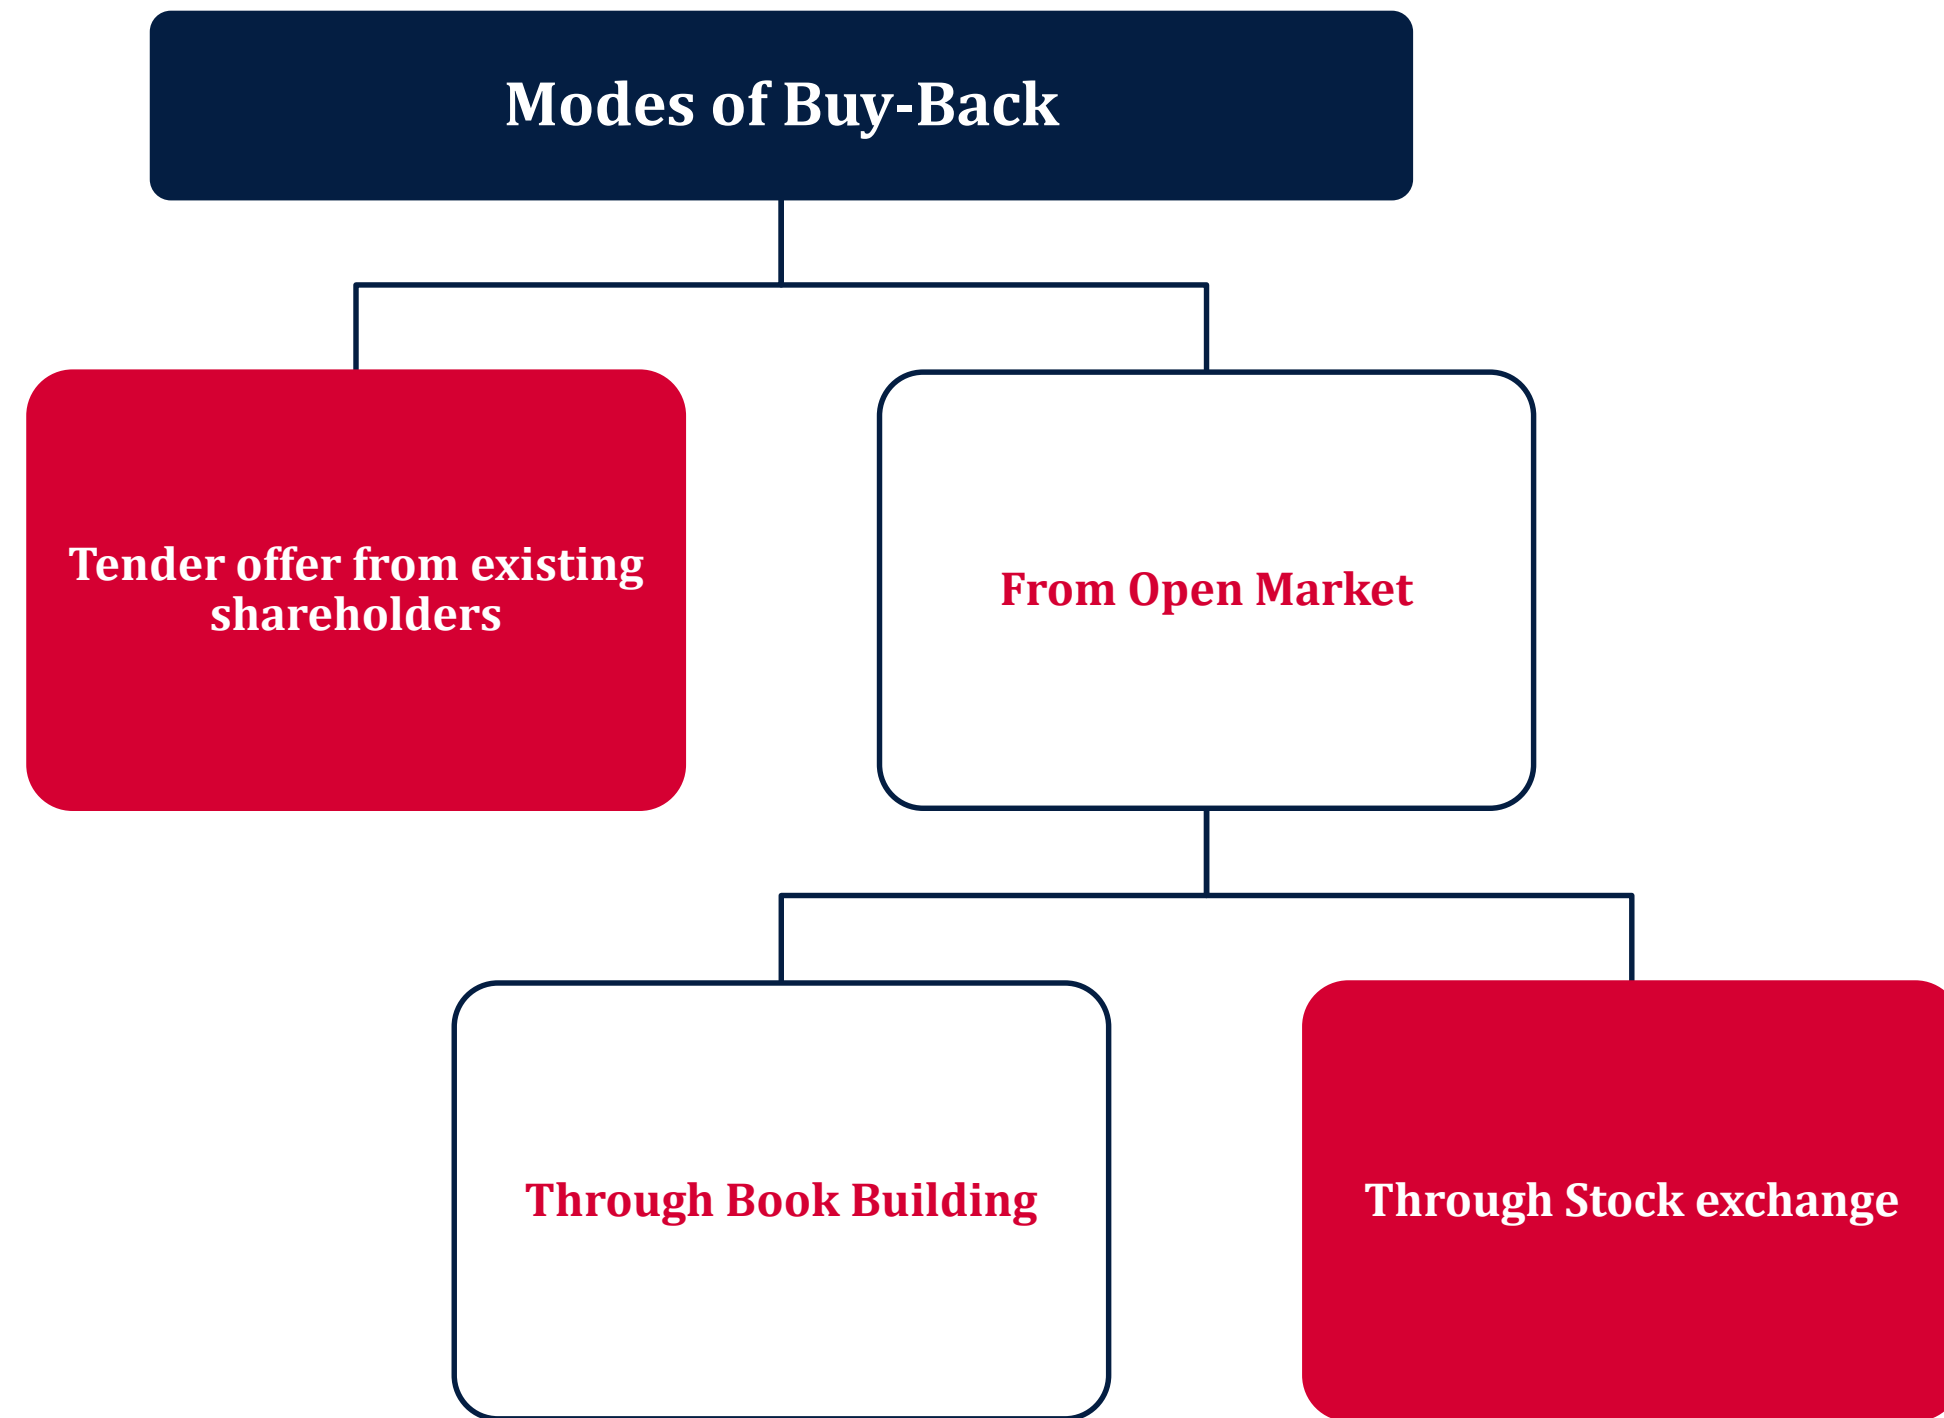 Modes of Buy-Back
Tender offer from existing
shareholders
From Open Market
Through Book Building
Through Stock exchange